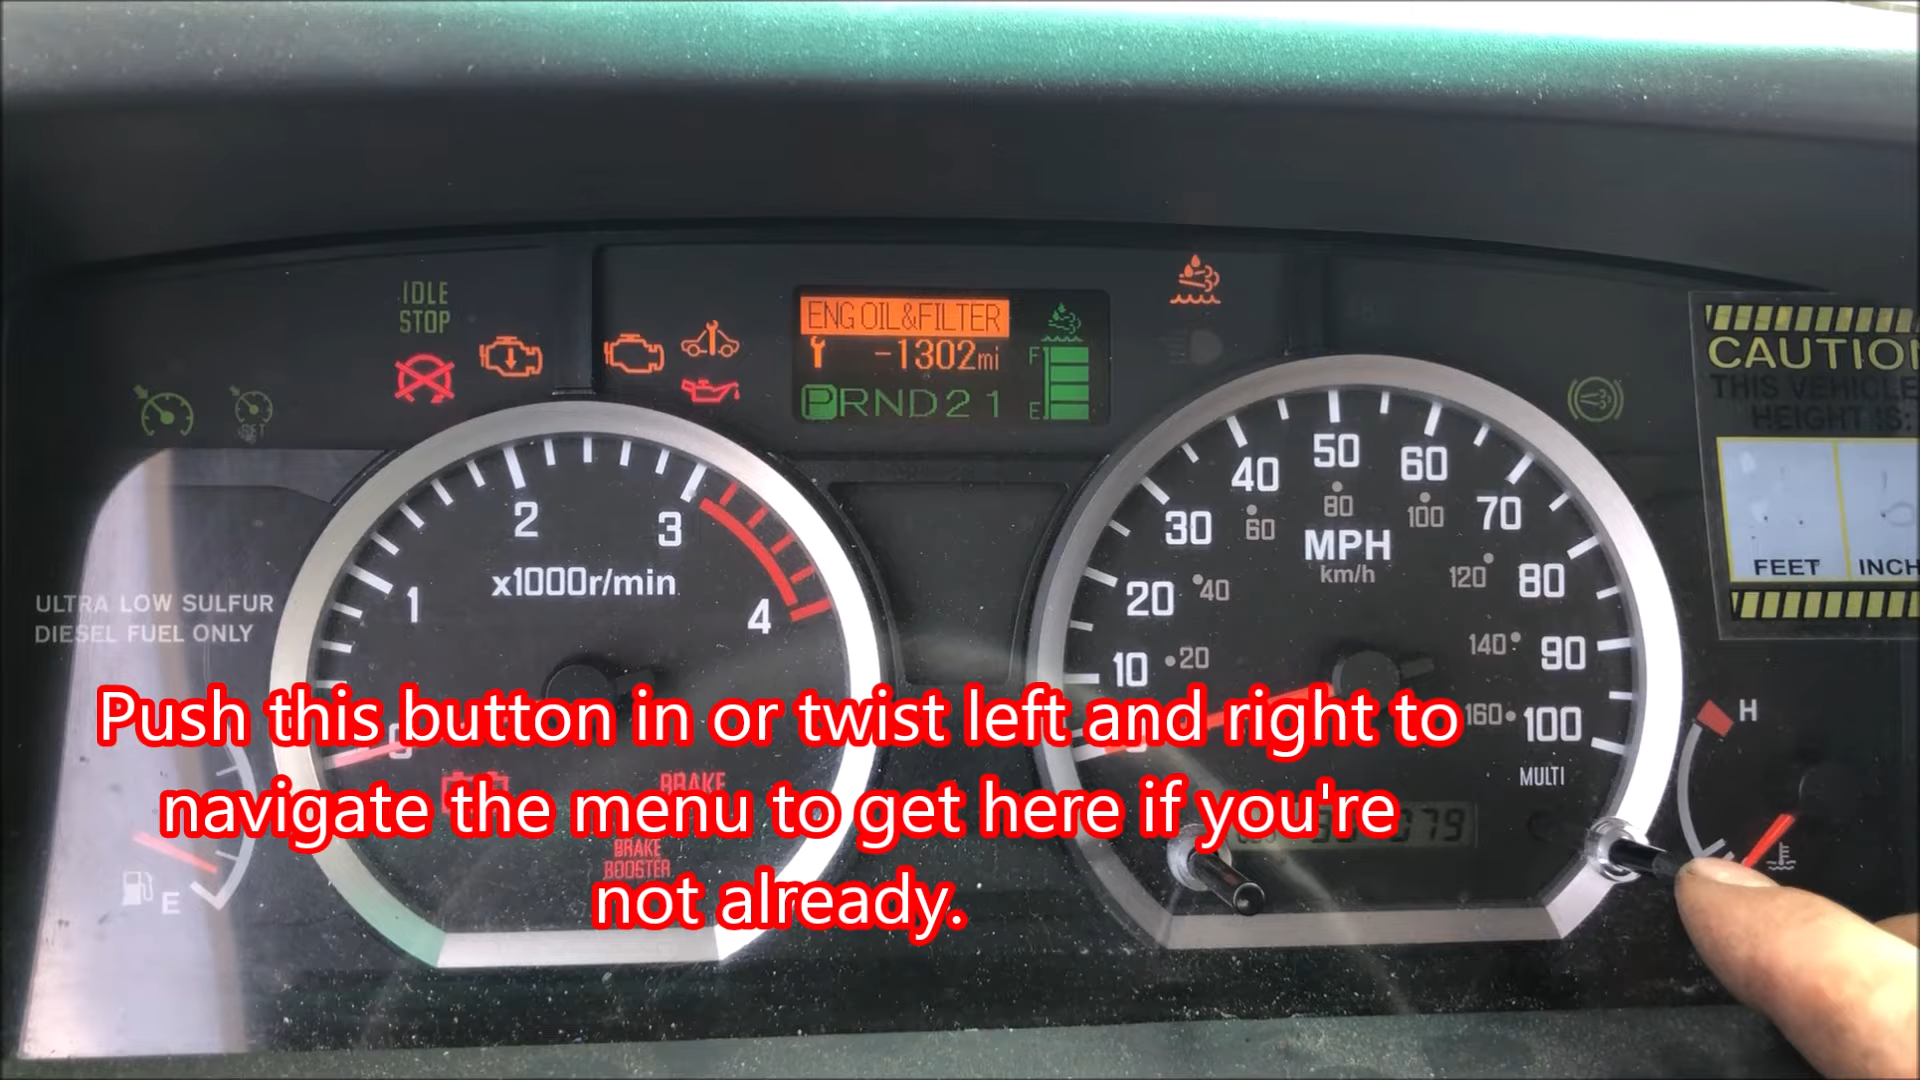 IDLE
STOP
ENG OIL&FILTER
-1302mi
PRND21
F
E
SET
CAUTION
THIS VEHICLE
HEIGHT IS:
FEET
INCH
ULTRA LOW SULFUR
DIESEL FUEL ONLY
0
1
2
3
4
x1000r/min
10
20
30
40
50
60
70
80
90
100
20
40
60
80
100
120
140
160
MPH
km/h
MULTI
H
E
BRAKE
BRAKE
BOOSTER
Push this button in or twist left and right to
navigate the menu to get here if you're
not already.